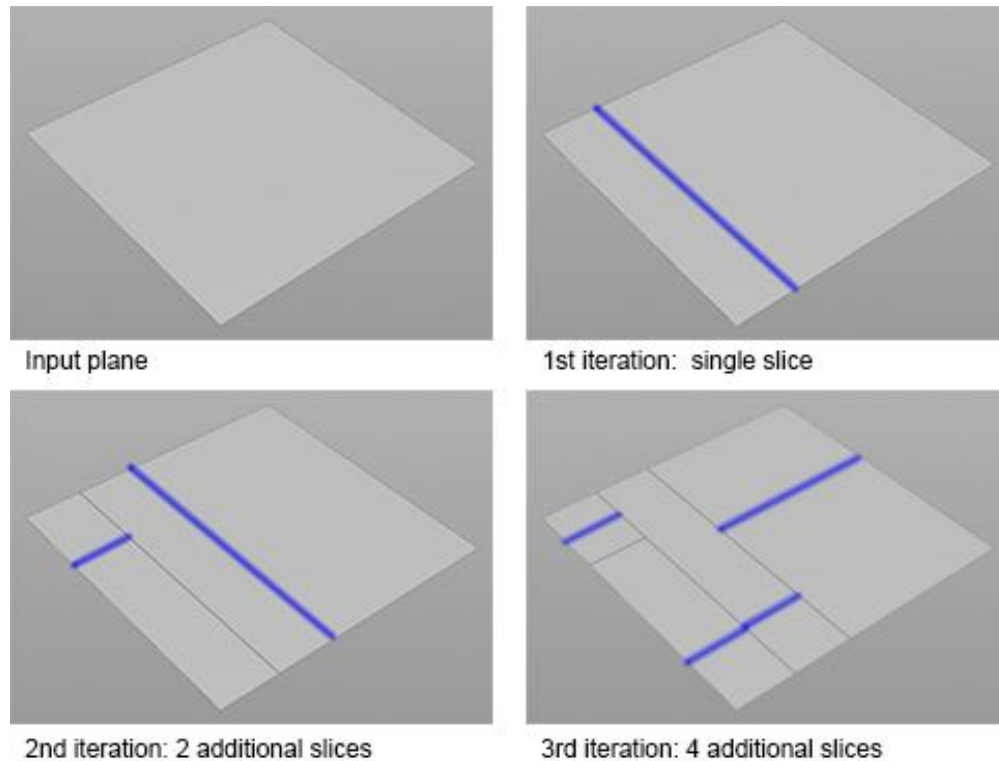 Input plane
1st iteration:  single slice
2nd iteration: 2 additional slices
3rd iteration: 4 additional slices